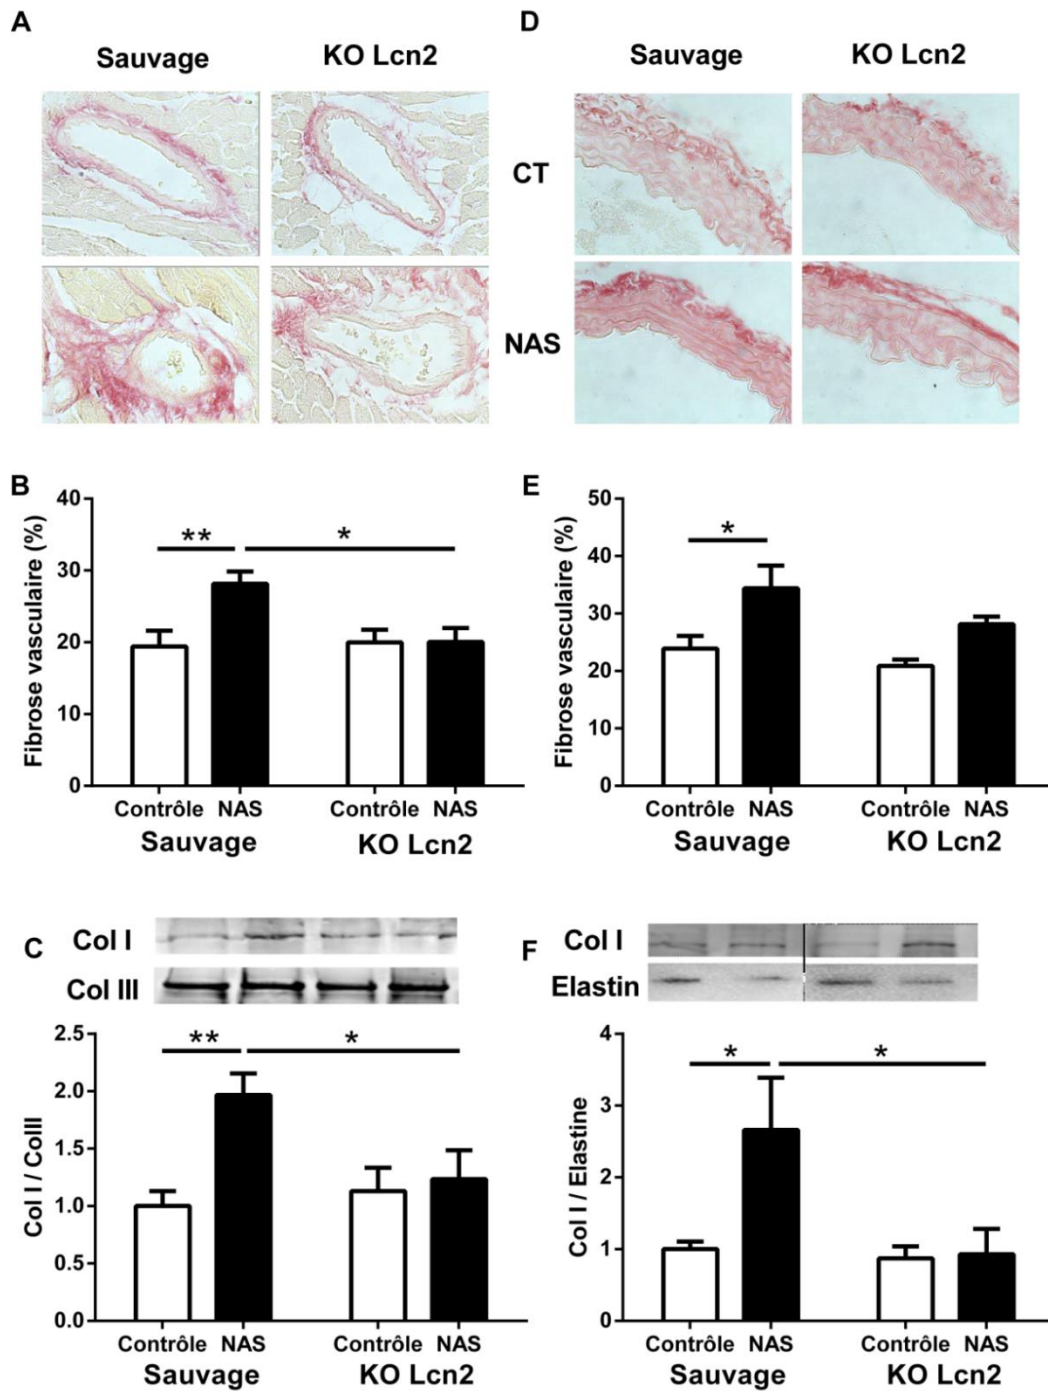 A
Sauvage
KO Lcn2
D
Sauvage
KO Lcn2
CT
NAS
B
Fibrose vasculaire (%)
40
30
20
10
0
**
*
Contrôle NAS
Contrôle NAS
Sauvage
KO Lcn2
E
Fibrose vasculaire (%)
50
40
30
20
10
0
*
Contrôle NAS
Contrôle NAS
Sauvage
KO Lcn2
C
Col I
Col III
Col I / ColIII
2.5
2.0
1.5
1.0
0.5
0.0
**
*
Contrôle NAS
Contrôle NAS
Sauvage
KO Lcn2
F
Col I
Elastin
Col I / Elastine
4
3
2
1
0
*
*
Contrôle NAS
Contrôle NAS
Sauvage
KO Lcn2